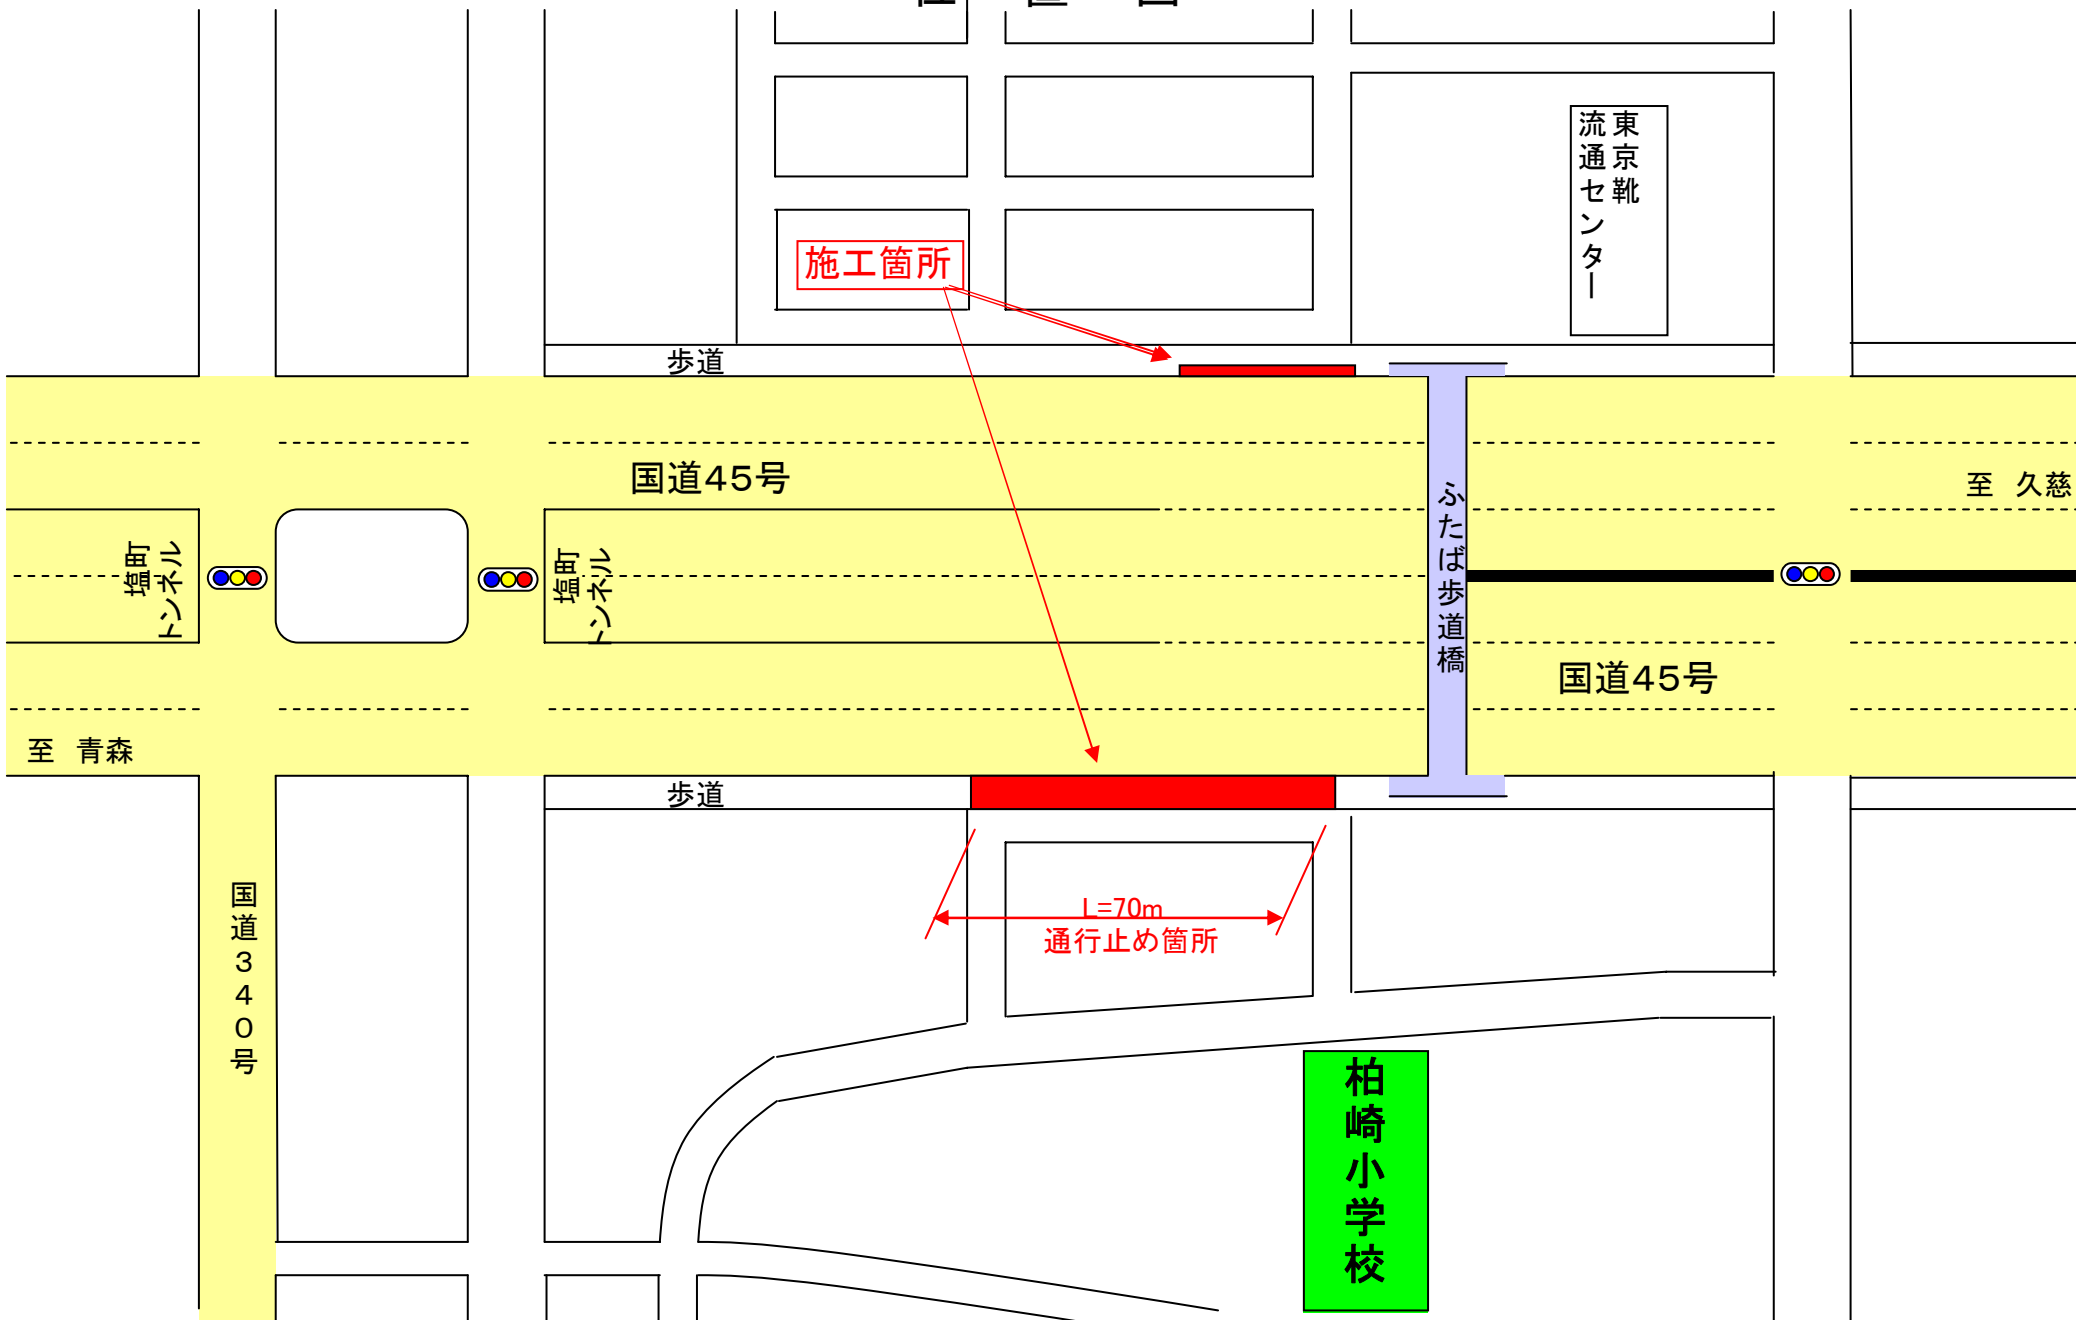 東京靴
流通センター
施工箇所
歩道
国道45号
至 久慈
ふたば歩道橋
塩町
トンネル
塩町
トンネル
国道45号
至 青森
歩道
国道340号
L=70m
通行止め箇所
柏崎小学校